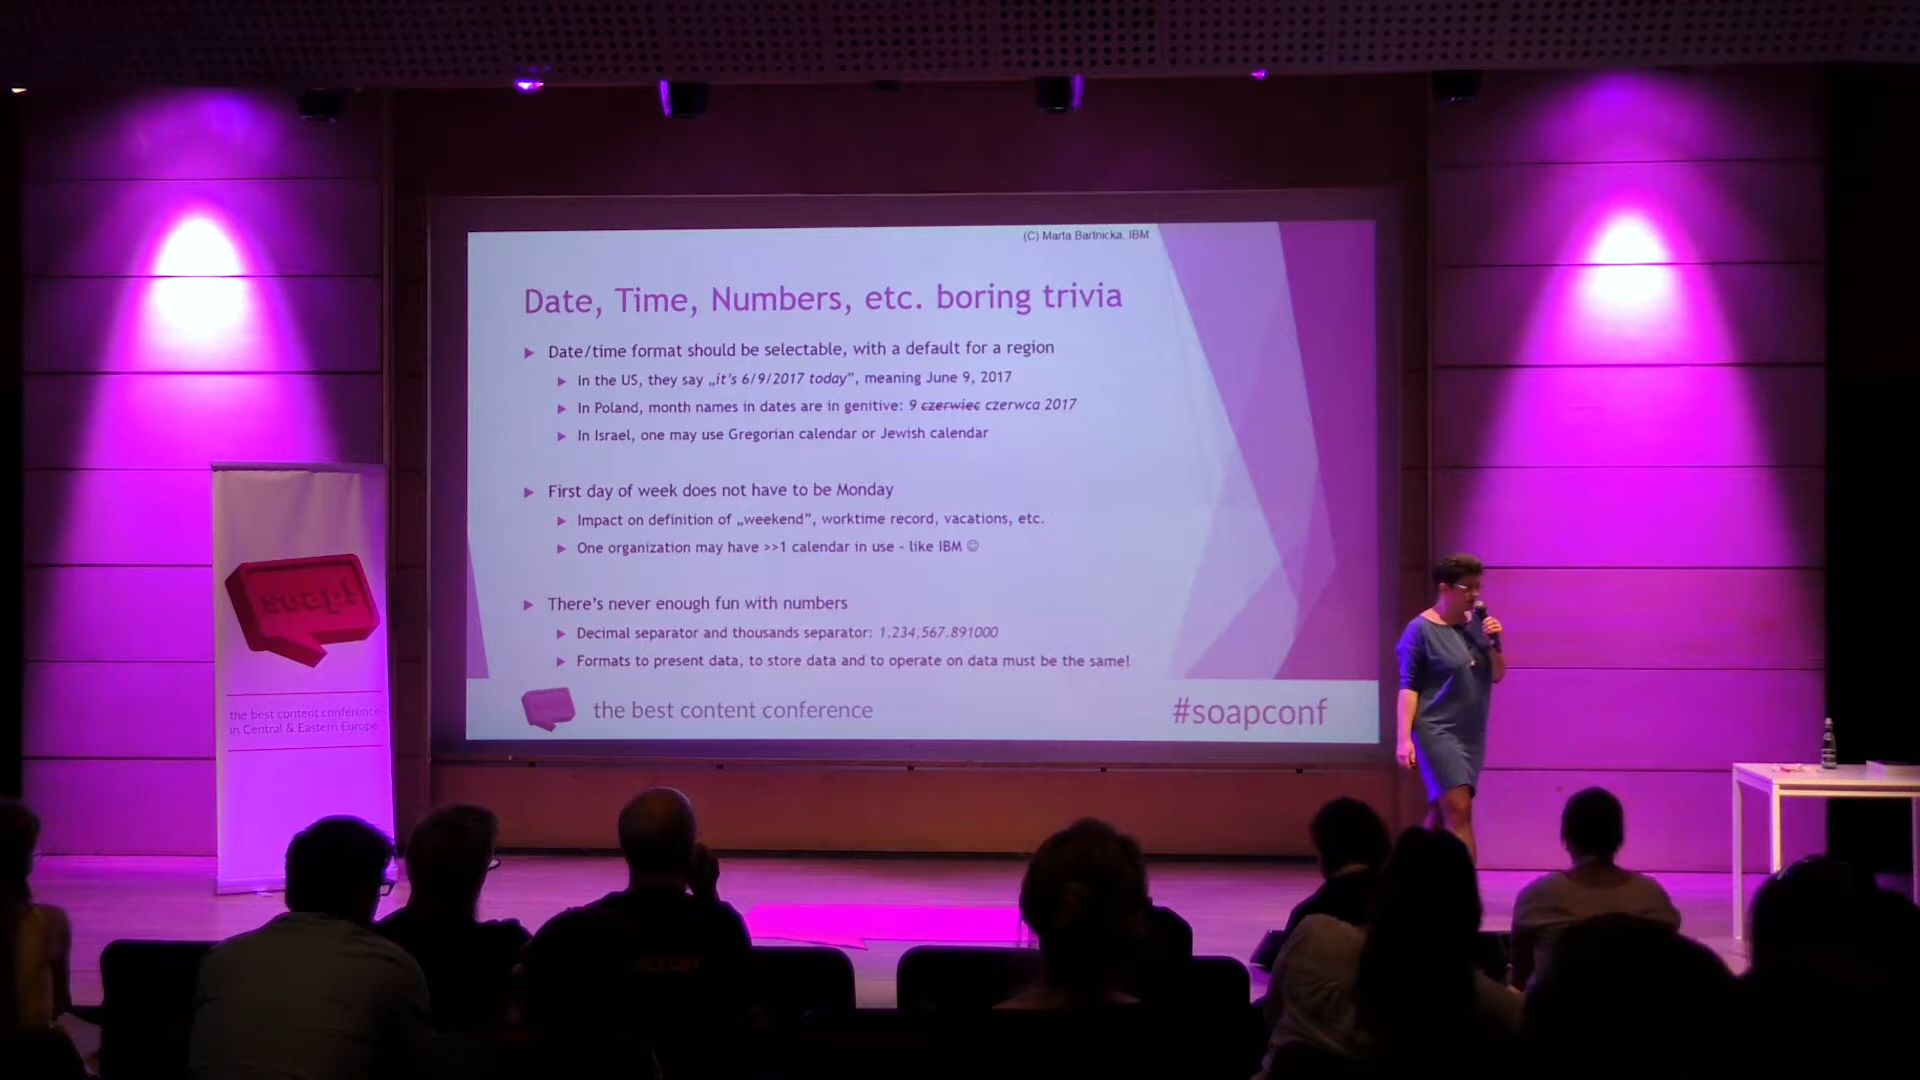 (C) Marta Bartnicka, IBM
Date, Time, Numbers, etc. boring trivia
Date/time format should be selectable, with a default for a region
In the US, they say „it's 6/9/2017 today”, meaning June 9, 2017
In Poland, month names in dates are in genitive: 9 czerwiec czerwca 2017
In Israel, one may use Gregorian calendar or Jewish calendar
First day of week does not have to be Monday
Impact on definition of „weekend”, worktime record, vacations, etc.
One organization may have >>1 calendar in use - like IBM ☺
There's never enough fun with numbers
Decimal separator and thousands separator: 1,234,567.891000
Formats to present data, to store data and to operate on data must be the same!
the best content conference
#soapconf
soap!
the best content conference
in Central & Eastern Europe